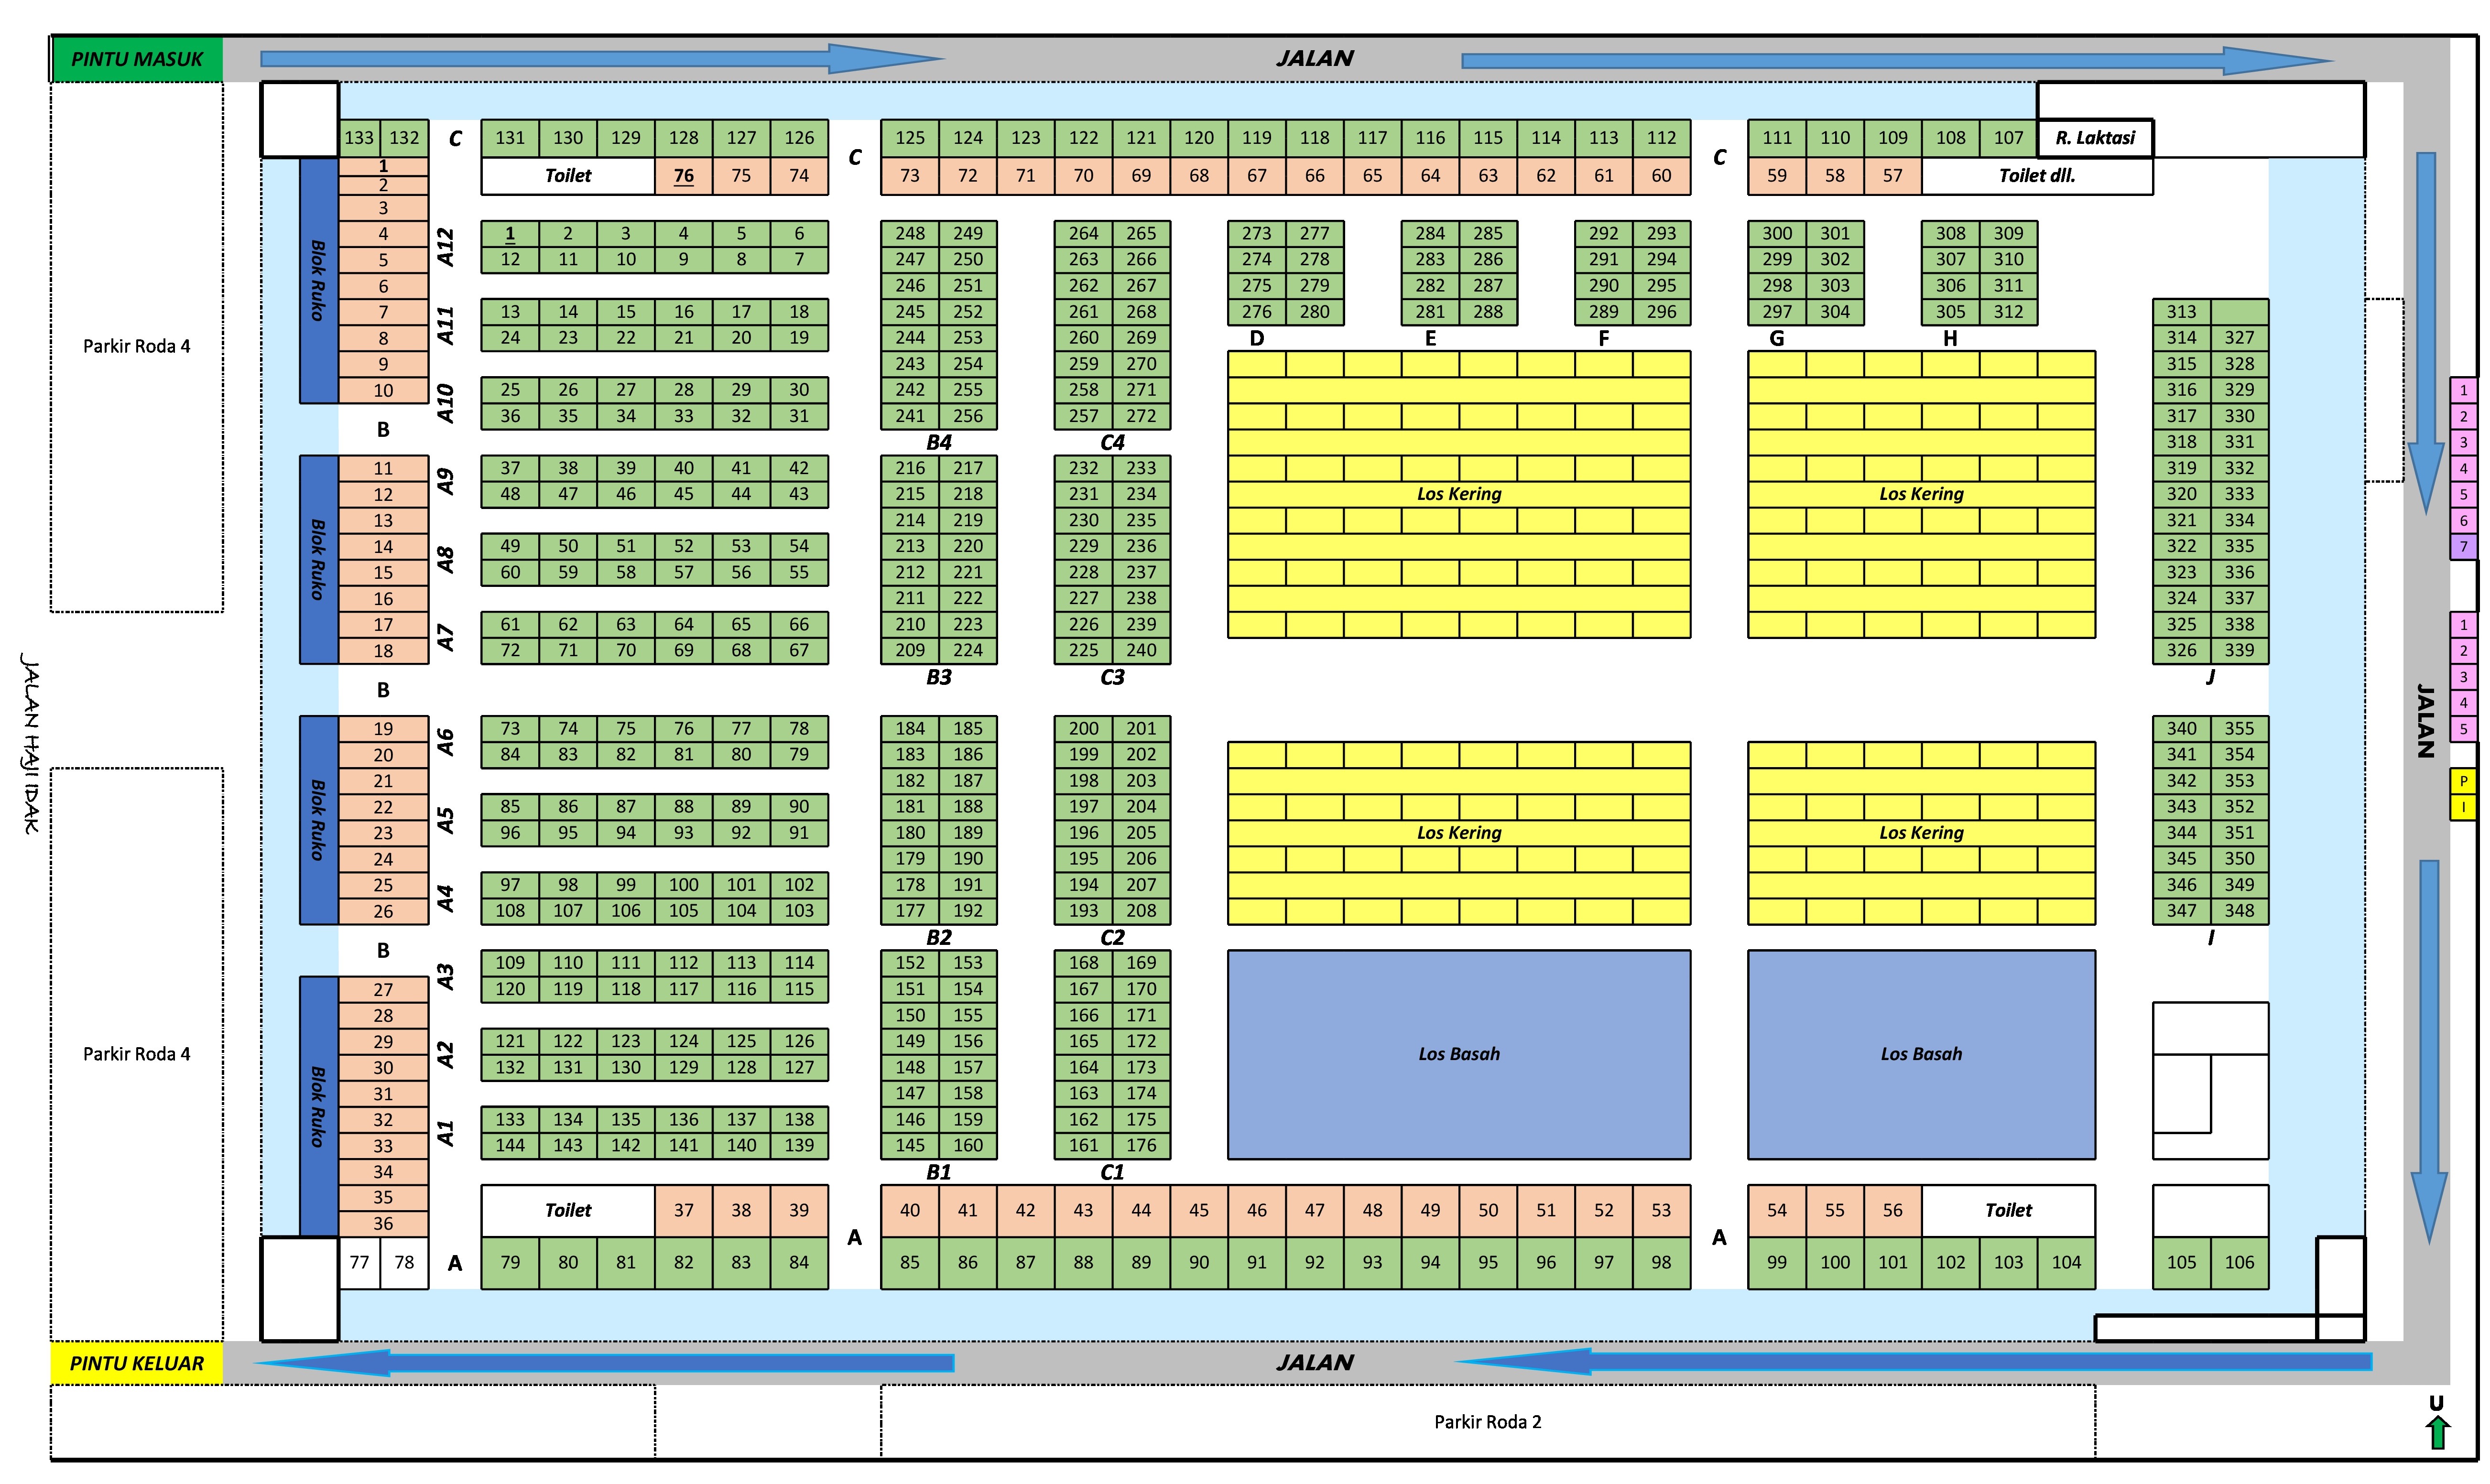 PINTU MASUK
JALAN
133 132 C 131 130 129 128 127 126 C 125 124 123 122 121 120 119 118 117 116 115 114 113 112 C 111 110 109 108 107 R. Laktasi
1 Toilet 76 75 74 73 72 71 70 69 68 67 66 65 64 63 62 61 60 59 58 57 Toilet dll.
2
3
4 A12 1 2 3 4 5 6 248 249 264 265 273 277 284 285 292 293 300 301 308 309
5 12 11 10 9 8 7 247 250 263 266 274 278 283 286 291 294 299 302 307 310
Blok Ruko
6 246 251 262 267 275 279 282 287 290 295 298 303 306 311
7 A11 13 14 15 16 17 18 245 252 261 268 276 280 281 288 289 296 297 304 305 312 313
Parkir Roda 4
8 24 23 22 21 20 19 244 253 260 269 D E F G H 314 327
9 243 254 259 270 315 328
10 A10 25 26 27 28 29 30 242 255 258 271 316 329 1
36 35 34 33 32 31 241 256 257 272 317 330 2
B B4 C4 318 331 3
11 A9 37 38 39 40 41 42 216 217 232 233 319 332 4
12 48 47 46 45 44 43 215 218 231 234 Los Kering Los Kering 320 333 5
13 214 219 230 235 321 334 6
Blok Ruko
14 A8 49 50 51 52 53 54 213 220 229 236 322 335 7
15 60 59 58 57 56 55 212 221 228 237 323 336
16 211 222 227 238 324 337
17 A7 61 62 63 64 65 66 210 223 226 239 325 338 1
18 72 71 70 69 68 67 209 224 225 240 326 339 2
B B3 C3 J 3
4
JALAN HAJI IDAK
JALAN
19 A6 73 74 75 76 77 78 184 185 200 201 340 355 5
20 84 83 82 81 80 79 183 186 199 202 341 354
21 182 187 198 203 342 353 P
Blok Ruko
22 A5 85 86 87 88 89 90 181 188 197 204 343 352 I
23 96 95 94 93 92 91 180 189 196 205 Los Kering Los Kering 344 351
24 179 190 195 206 345 350
25 A4 97 98 99 100 101 102 178 191 194 207 346 349
26 108 107 106 105 104 103 177 192 193 208 347 348
B B2 C2 I
A3 109 110 111 112 113 114 152 153 168 169
27 120 119 118 117 116 115 151 154 167 170
28 150 155 166 171
29 A2 121 122 123 124 125 126 149 156 165 172
Parkir Roda 4
Los Basah Los Basah
30 132 131 130 129 128 127 148 157 164 173
Blok Ruko
31 147 158 163 174
32 A1 133 134 135 136 137 138 146 159 162 175
33 144 143 142 141 140 139 145 160 161 176
34 B1 C1
35 Toilet 37 38 39 A 40 41 42 43 44 45 46 47 48 49 50 51 52 53 A 54 55 56 Toilet
36
77 78 A 79 80 81 82 83 84 85 86 87 88 89 90 91 92 93 94 95 96 97 98 99 100 101 102 103 104 105 106
PINTU KELUAR
JALAN
Parkir Roda 2
U